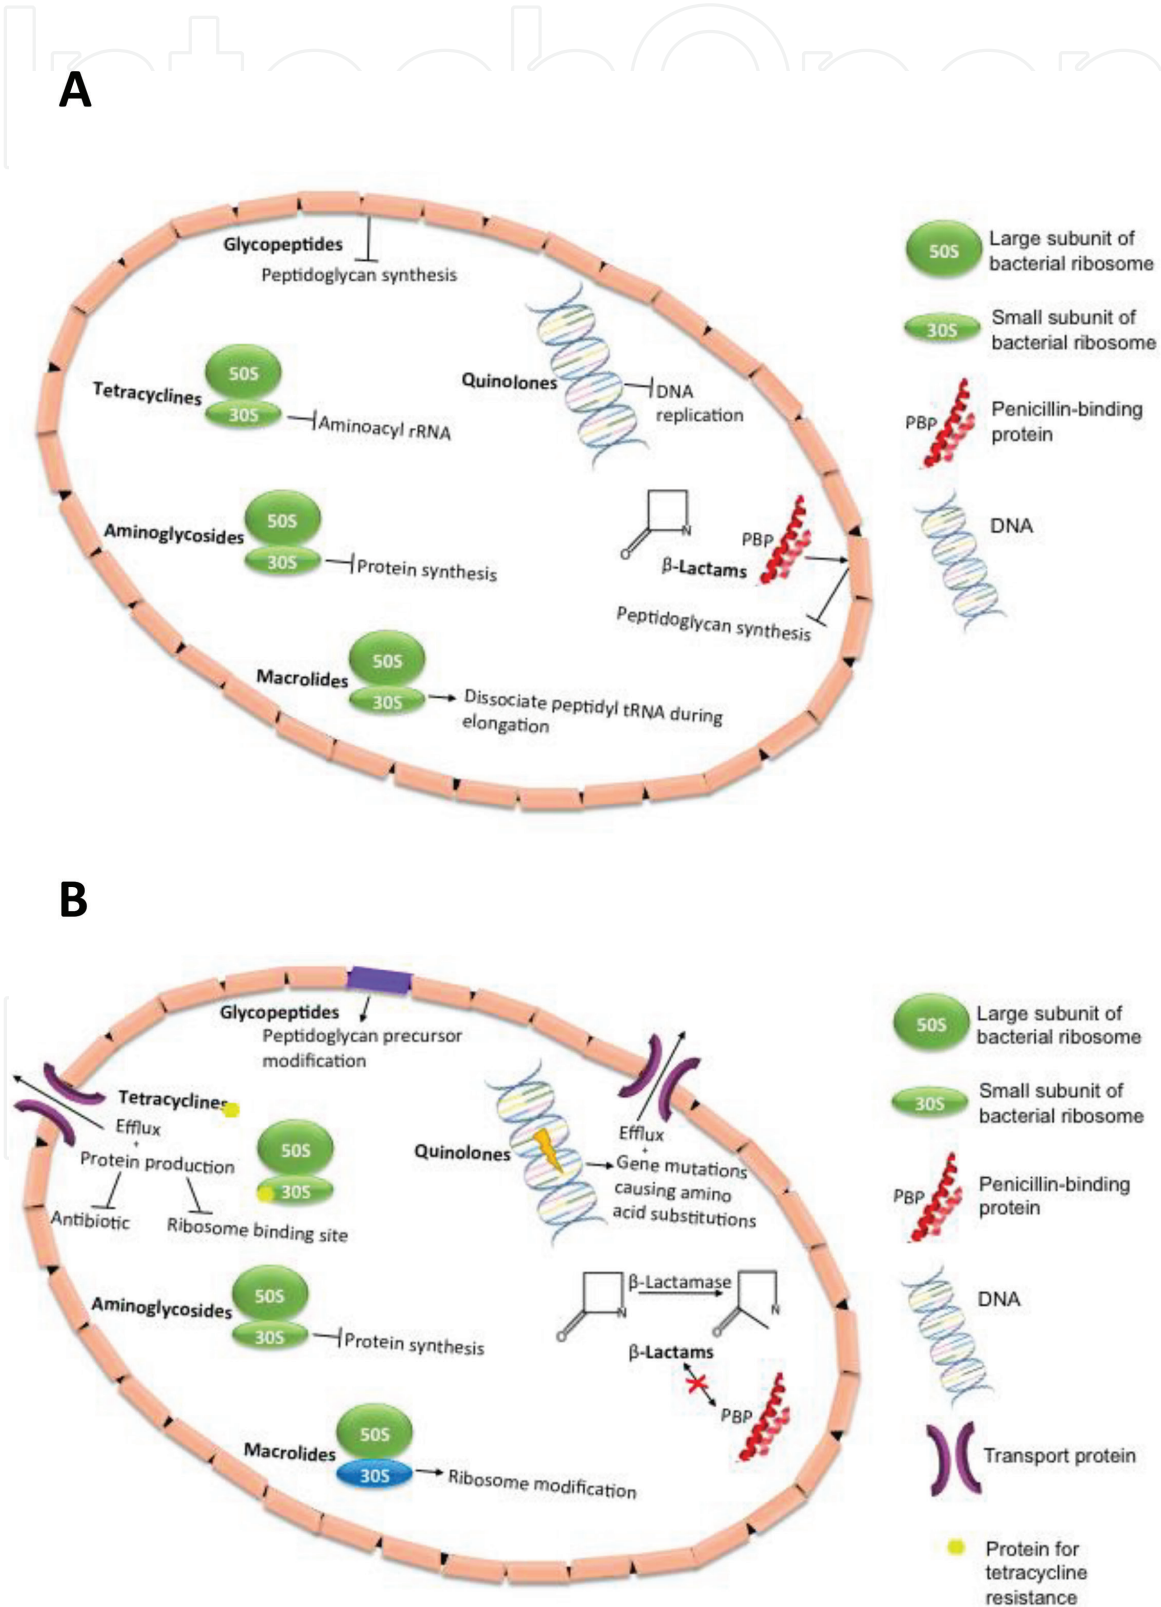 IntechOpen
A
Glycopeptides
Peptidoglycan synthesis
Tetracyclines
50S
30S
Aminoacyl rRNA
Quinolones
DNA
replication
Aminoglycosides
50S
30S
Protein synthesis
O
N
PBP
β-Lactams
Peptidoglycan synthesis
Macrolides
50S
30S
Dissociate peptidyl tRNA during
elongation
50S
Large subunit of
bacterial ribosome
30S
Small subunit of
bacterial ribosome
PBP
Penicillin-binding
protein
DNA
B
Glycopeptides
Peptidoglycan precursor
modification
Tetracyclines
Efflux
+
Protein production
Antibiotic
Ribosome binding site
50S
30S
Quinolones
Efflux
+
Gene mutations
causing amino
acid substitutions
Aminoglycosides
50S
30S
Protein synthesis
O
N
β-Lactamase
O
N
β-Lactams
PBP
Macrolides
50S
30S
Ribosome modification
50S
Large subunit of
bacterial ribosome
30S
Small subunit of
bacterial ribosome
PBP
Penicillin-binding
protein
DNA
Transport protein
Protein for
tetracycline
resistance